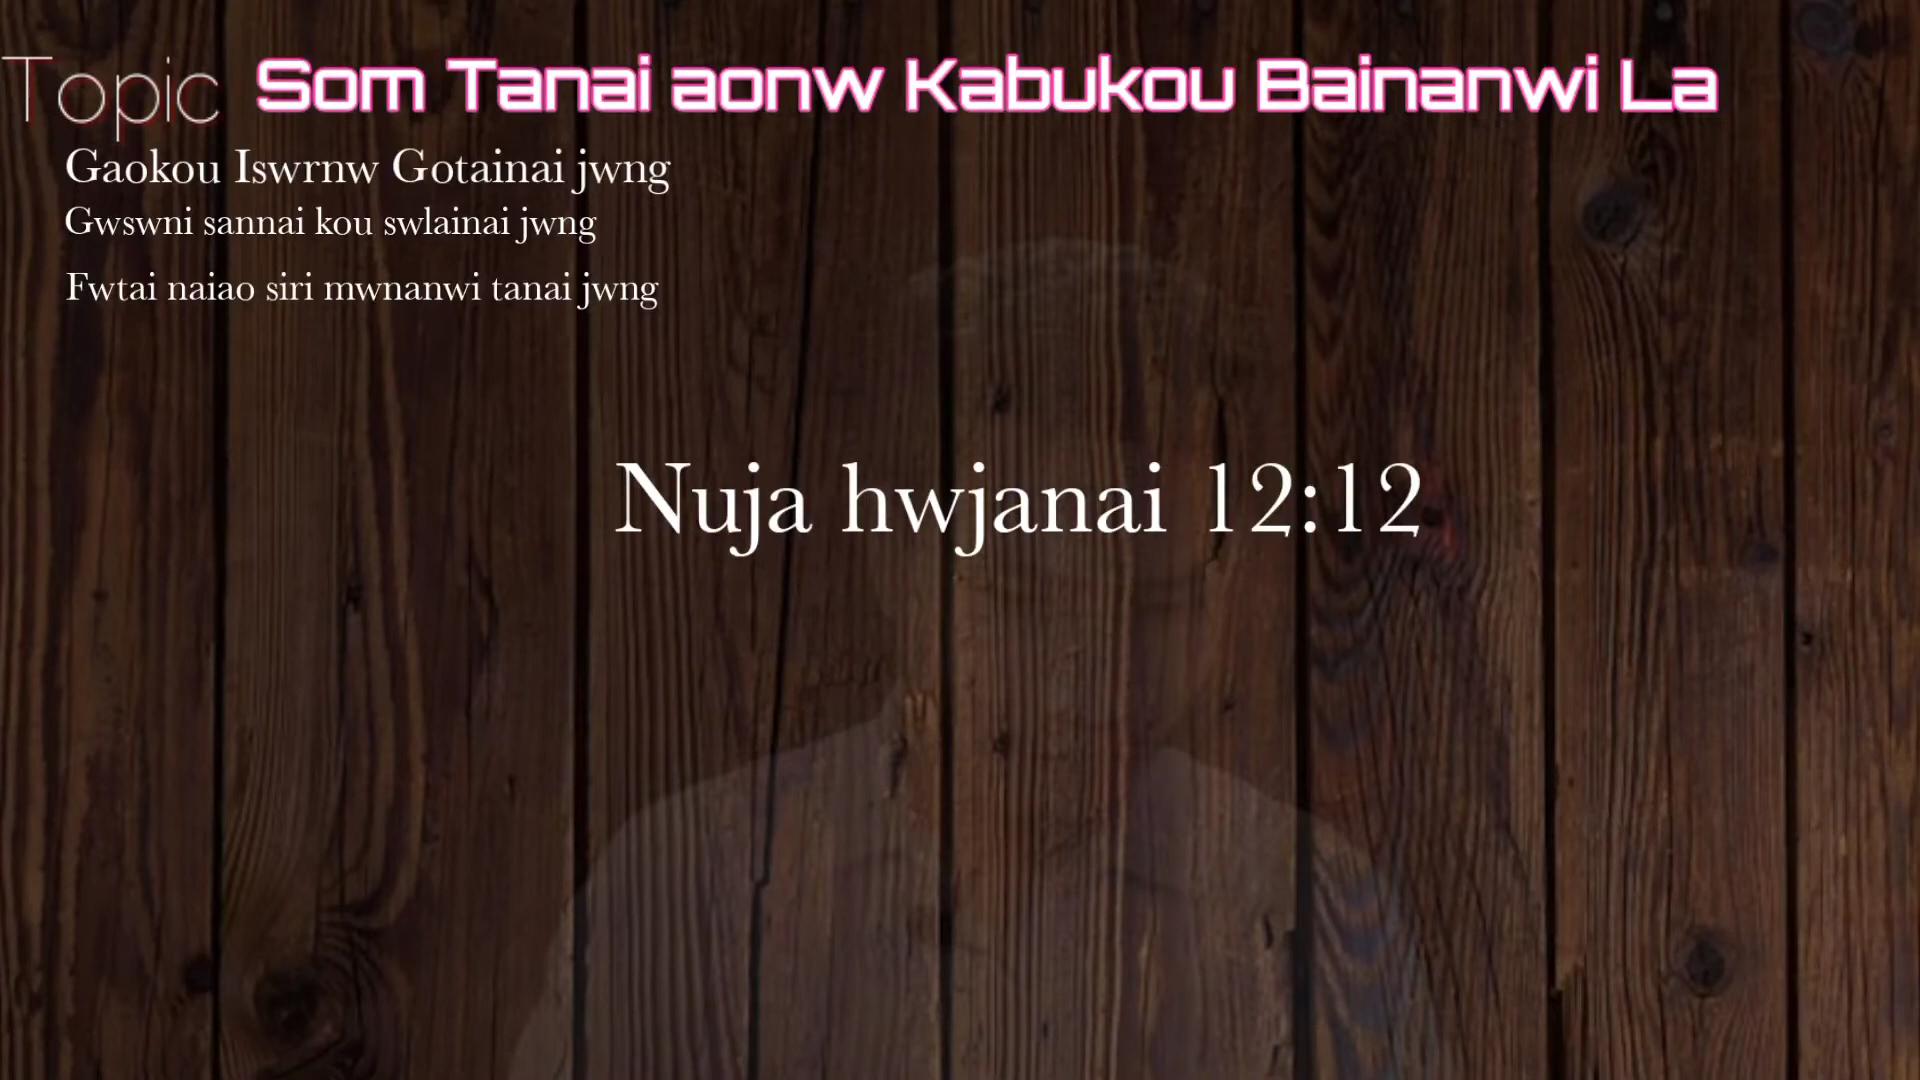 Topic Som Tanai aonw Kabukou Bainanwi La
Gaokou Iswrnw Gotainai jwng
Gwswni sannai kou swlainai jwng
Fwtai naiao siri mwnanwi tanai jwng
Nuja hwjanai 12:12